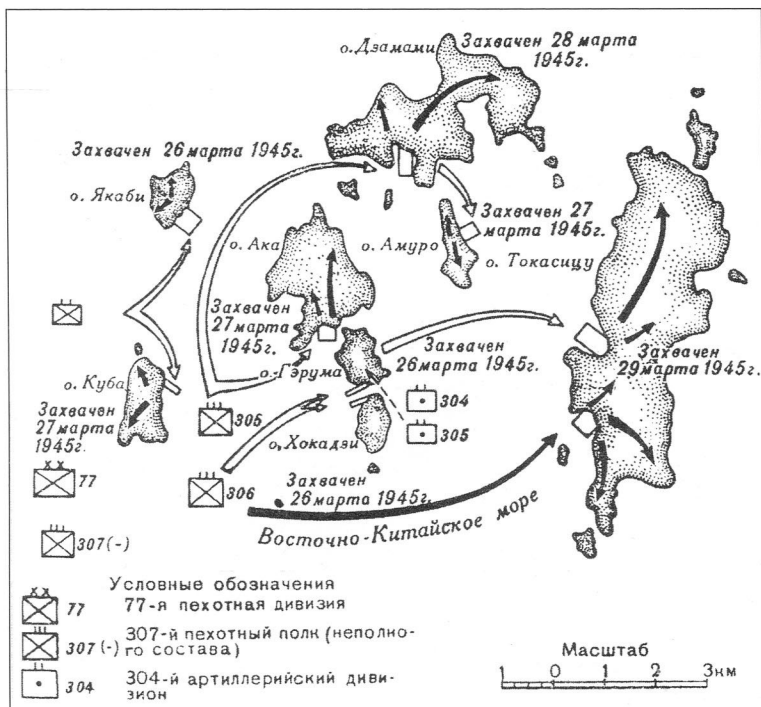 о. Дзамами
Захвачен 28 марта
1945г.
Захвачен 26 марта 1945г.
о. Якаби
о. Ака
о. Амуро
Захвачен 27
марта 1945г.
о. Токасицу
Захвачен
27 марта
1945г.
о. Гэрума
Захвачен
26 марта 1945г.
Захвачен
29 марта 1945г.
о. Куба
Захвачен
27 марта
1945г.
305
304
305
о. Хокадзи
77
306
Захвачен
26 марта 1945г.
307 (-)
Восточно-Китайское море
Условные обозначения
77 77-я пехотная дивизия
307 (-) 307-й пехотный полк (неполно-
го состава)
304 304-й артиллерийский диви-
зион
Масштаб
1 0 1 2 3км